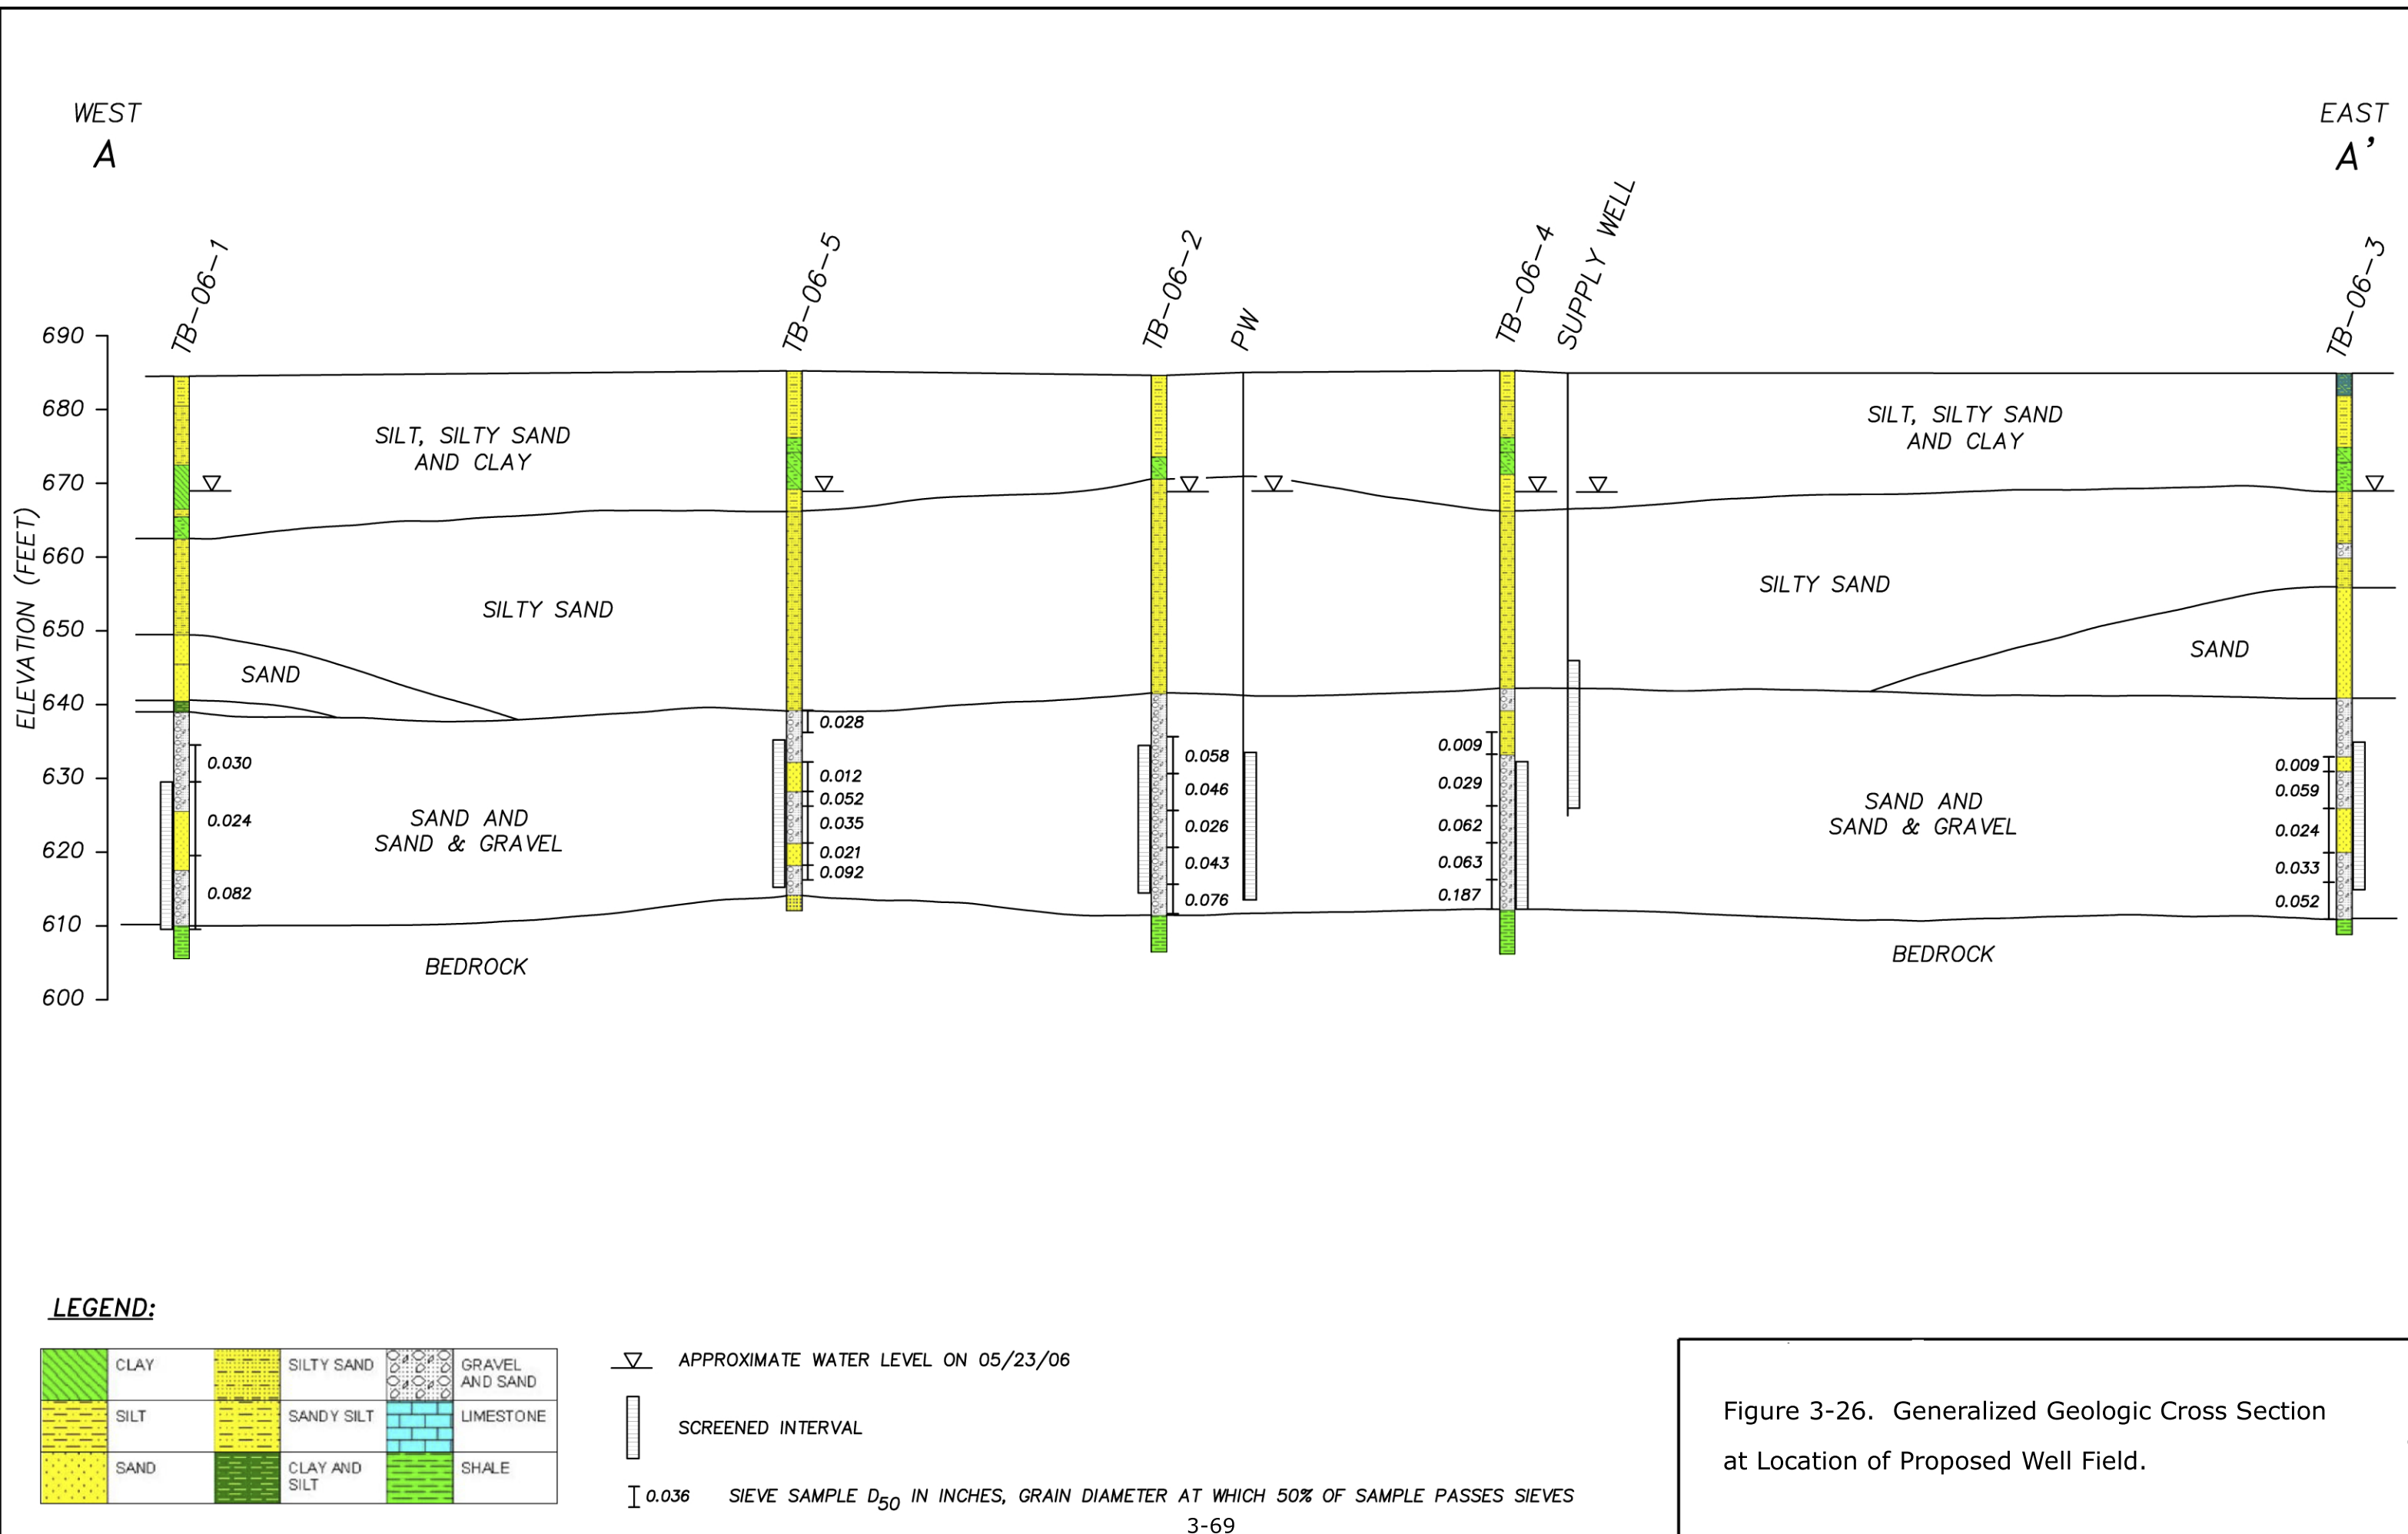 WEST
A
EAST
A'
TB-06-1
TB-06-5
TB-06-2
PW
TB-06-4
SUPPLY WELL
TB-06-3
ELEVATION (FEET)
690
680
670
660
650
640
630
620
610
600
SILT, SILTY SAND
AND CLAY
SILT, SILTY SAND
AND CLAY
SILTY SAND
SILTY SAND
SAND
SAND
SAND AND
SAND & GRAVEL
SAND AND
SAND & GRAVEL
BEDROCK
BEDROCK
0.030
0.024
0.082
0.028
0.012
0.052
0.035
0.021
0.092
0.058
0.046
0.026
0.043
0.076
0.009
0.029
0.062
0.063
0.187
0.009
0.059
0.024
0.033
0.052
LEGEND:
CLAY
SILTY SAND
GRAVEL
AND SAND
SILT
SANDY SILT
LIMESTONE
SAND
CLAY AND
SILT
SHALE
APPROXIMATE WATER LEVEL ON 05/23/06
SCREENED INTERVAL
0.036 SIEVE SAMPLE D50 IN INCHES, GRAIN DIAMETER AT WHICH 50% OF SAMPLE PASSES SIEVES
3-69
Figure 3-26. Generalized Geologic Cross Section
at Location of Proposed Well Field.